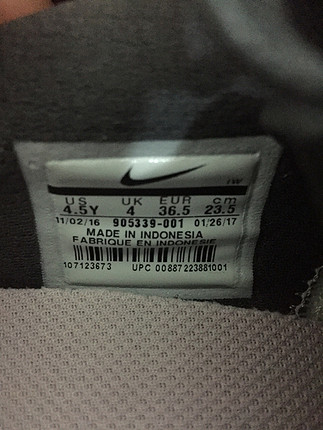 US UK EUR cm
4.5Y 4 36.5 23.5
11/02/16 905339-001 01/26/17
MADE IN INDONESIA
FABRIQUE EN INDONESIE
107123673 UPC 00887223881001